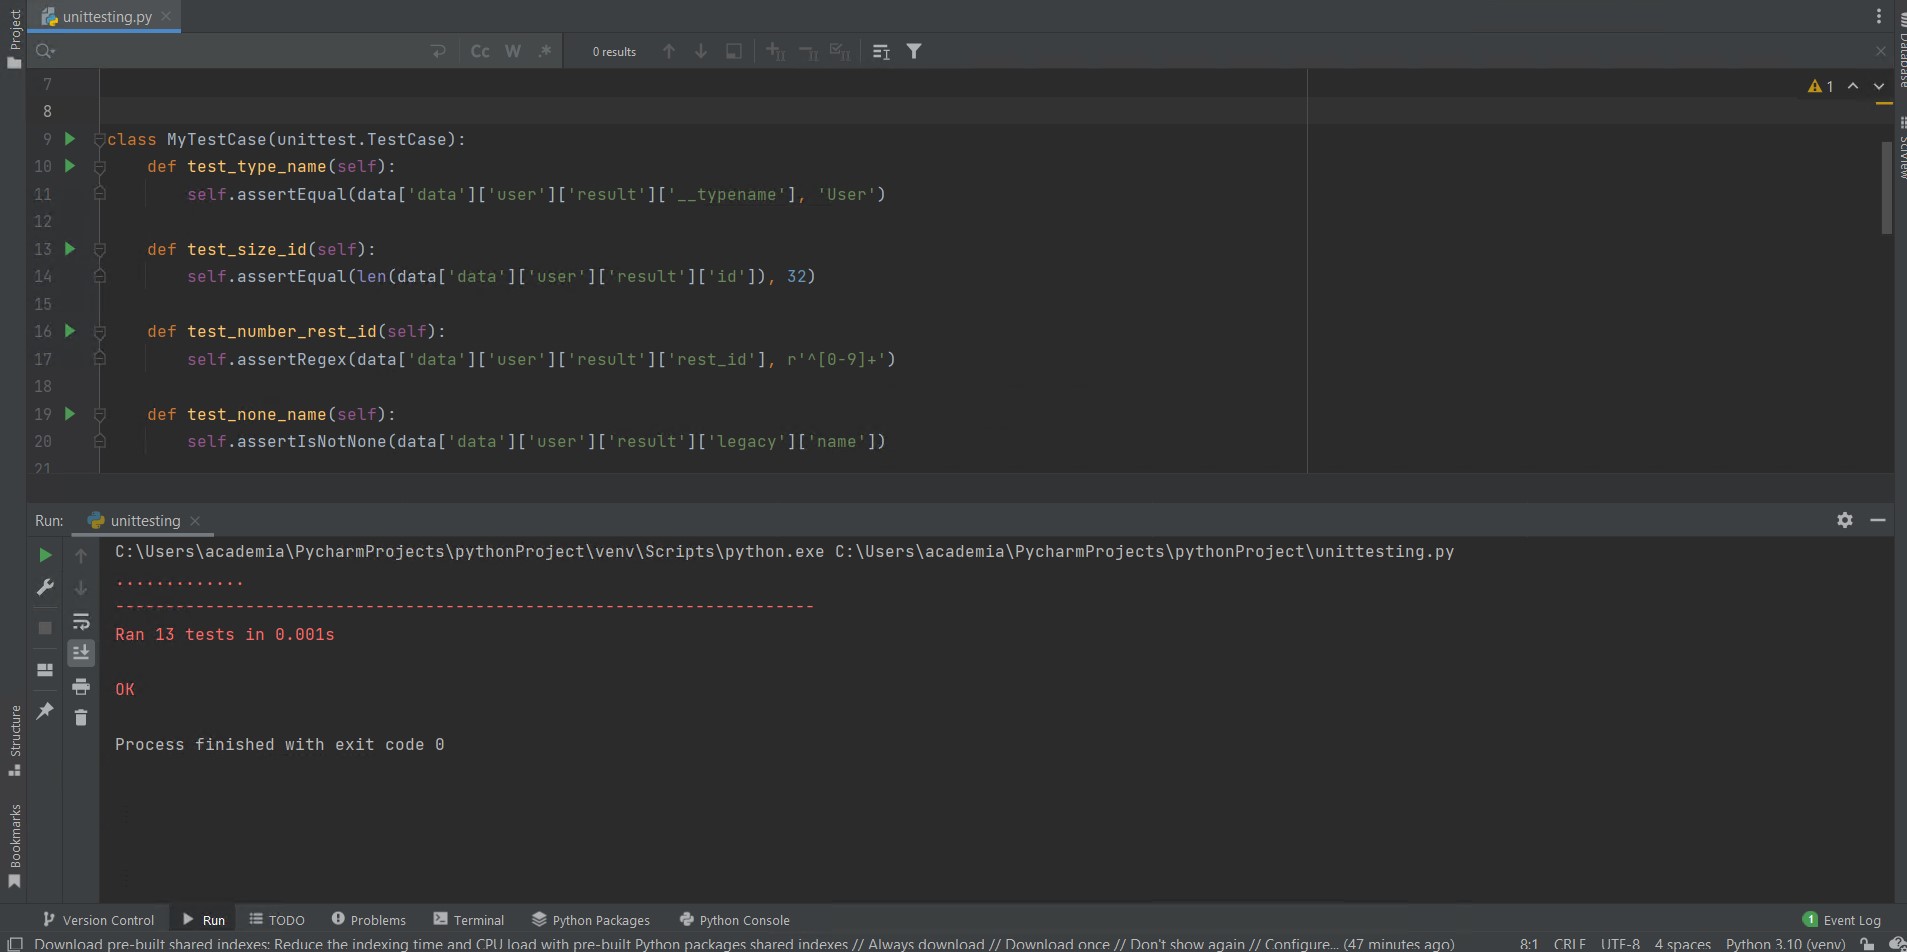 Project
unittesting.py
Cc W .*
0 results
Database
SciView
1
7
8
9 class MyTestCase(unittest.TestCase):
10 def test_type_name(self):
11 self.assertEqual(data['data']['user']['result']['__typename'], 'User')
12
13 def test_size_id(self):
14 self.assertEqual(len(data['data']['user']['result']['id']), 32)
15
16 def test_number_rest_id(self):
17 self.assertRegex(data['data']['user']['result']['rest_id'], r'^[0-9]+')
18
19 def test_none_name(self):
20 self.assertIsNotNone(data['data']['user']['result']['legacy']['name'])
21
Run: unittesting
C:\Users\academia\PycharmProjects\pythonProject\venv\Scripts\python.exe C:\Users\academia\PycharmProjects\pythonProject\unittesting.py
.............
----------------------------------------------------------------------
Ran 13 tests in 0.001s
OK
Process finished with exit code 0
Structure
Bookmarks
Version Control Run TODO Problems Terminal Python Packages Python Console 1 Event Log
Download pre-built shared indexes: Reduce the indexing time and CPU load with pre-built Python packages shared indexes // Always download // Download once // Don't show again // Configure... (47 minutes ago) 8:1 CRLF UTF-8 4 spaces Python 3.10 (venv)